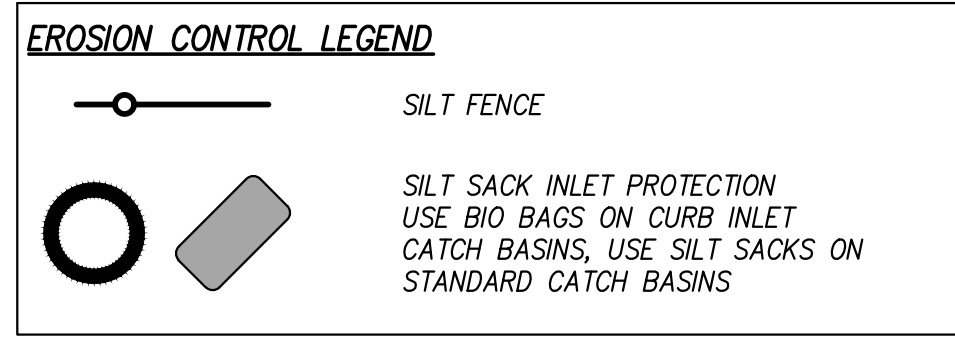 EROSION CONTROL LEGEND
SILT FENCE
SILT SACK INLET PROTECTION
USE BIO BAGS ON CURB INLET
CATCH BASINS, USE SILT SACKS ON
STANDARD CATCH BASINS